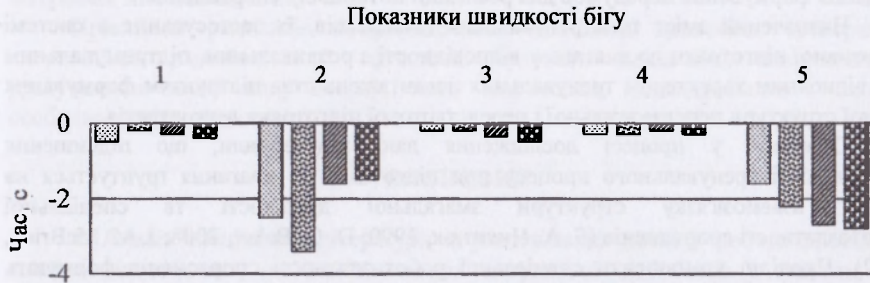 Показники швидкості бігу
1 2 3 4 5
0
-2
-4
Час, с